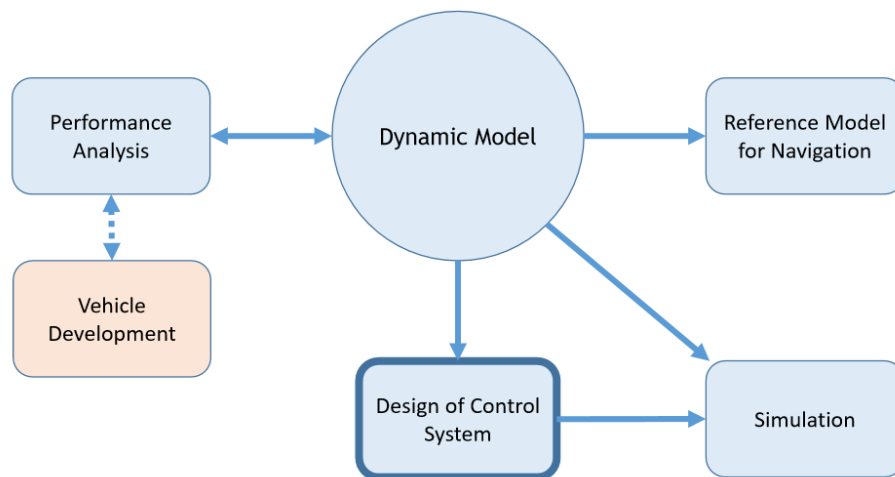 Performance
Analysis
Dynamic Model
Reference Model
for Navigation
Vehicle
Development
Design of Control
System
Simulation